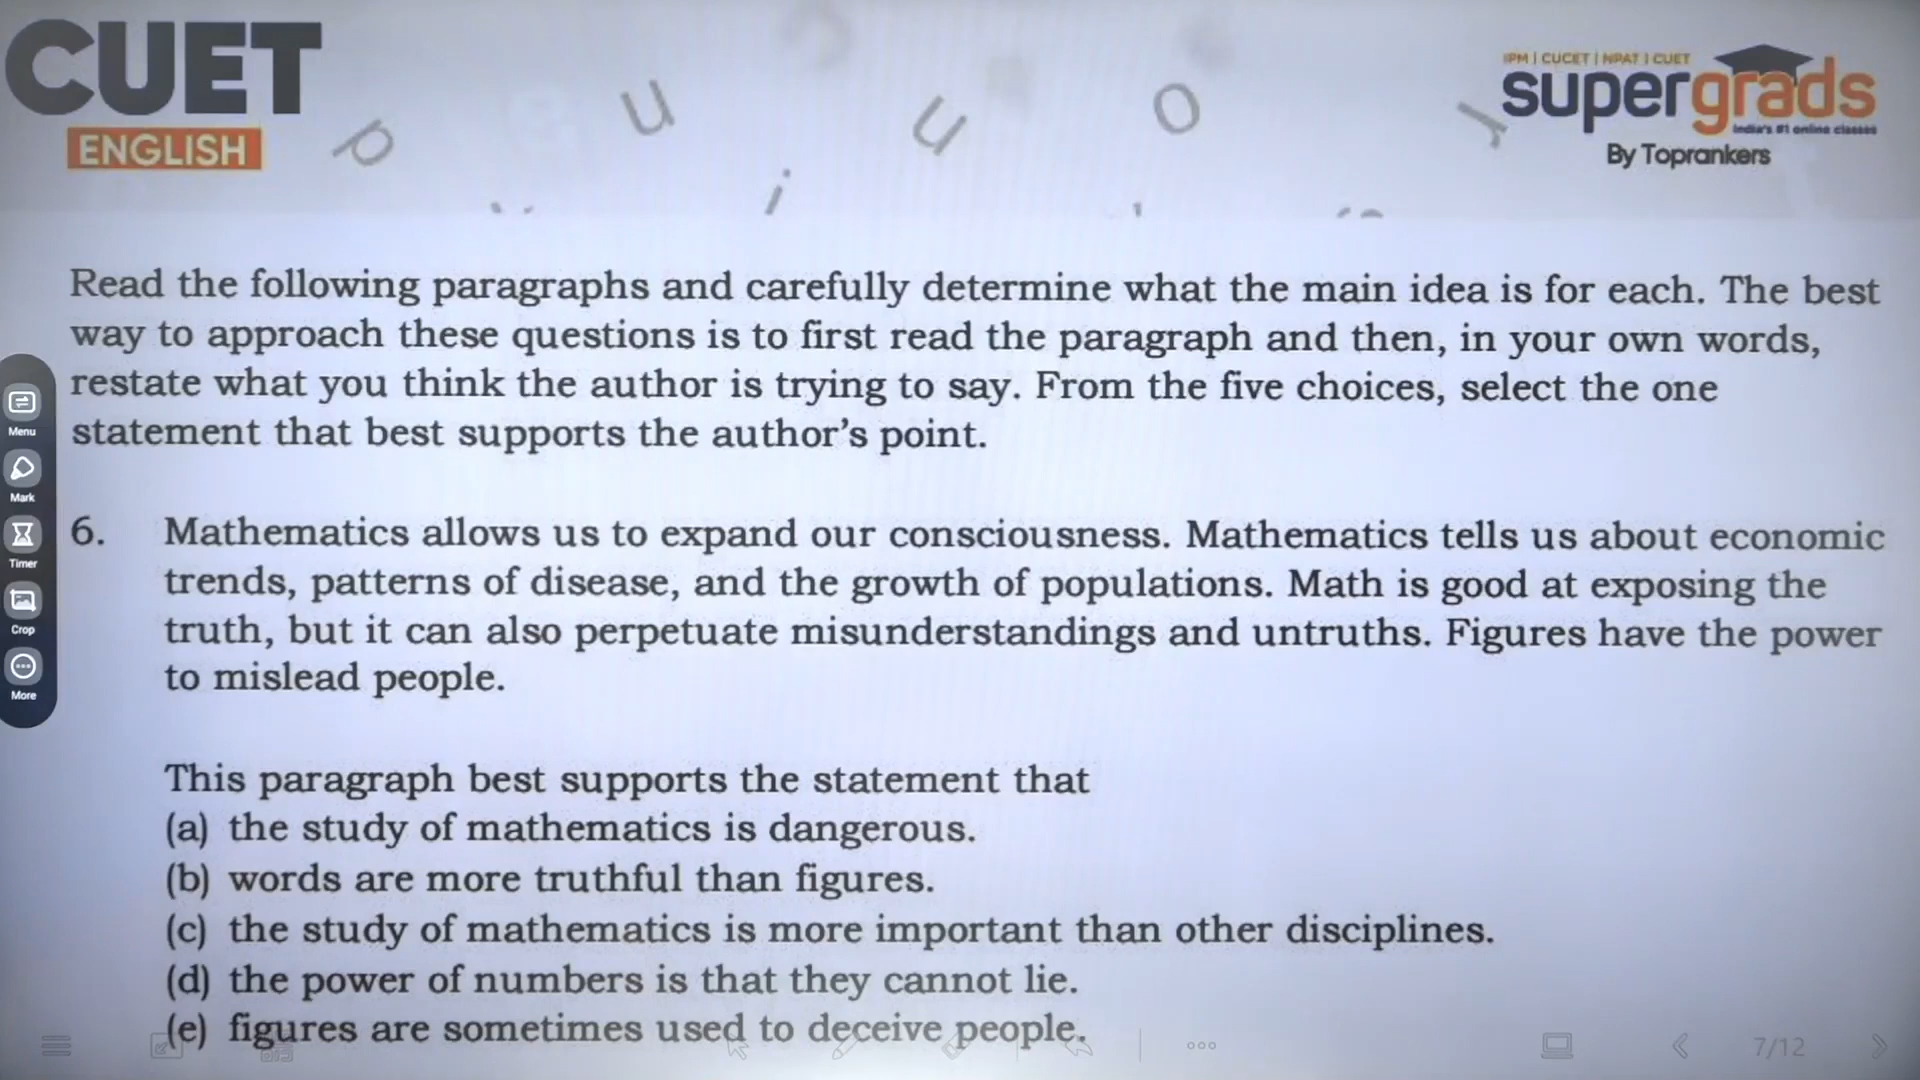 CUET
ENGLISH
p
u
i
u
o
r
IPM | CUCET | NPAT | CUET
supergrads
India's #1 online classes
By Toprankers
Read the following paragraphs and carefully determine what the main idea is for each. The best
way to approach these questions is to first read the paragraph and then, in your own words,
restate what you think the author is trying to say. From the five choices, select the one
statement that best supports the author's point.
Menu
Mark
Timer
Crop
More
6. Mathematics allows us to expand our consciousness. Mathematics tells us about economic
trends, patterns of disease, and the growth of populations. Math is good at exposing the
truth, but it can also perpetuate misunderstandings and untruths. Figures have the power
to mislead people.
This paragraph best supports the statement that
(a) the study of mathematics is dangerous.
(b) words are more truthful than figures.
(c) the study of mathematics is more important than other disciplines.
(d) the power of numbers is that they cannot lie.
(e) figures are sometimes used to deceive people.
7/12